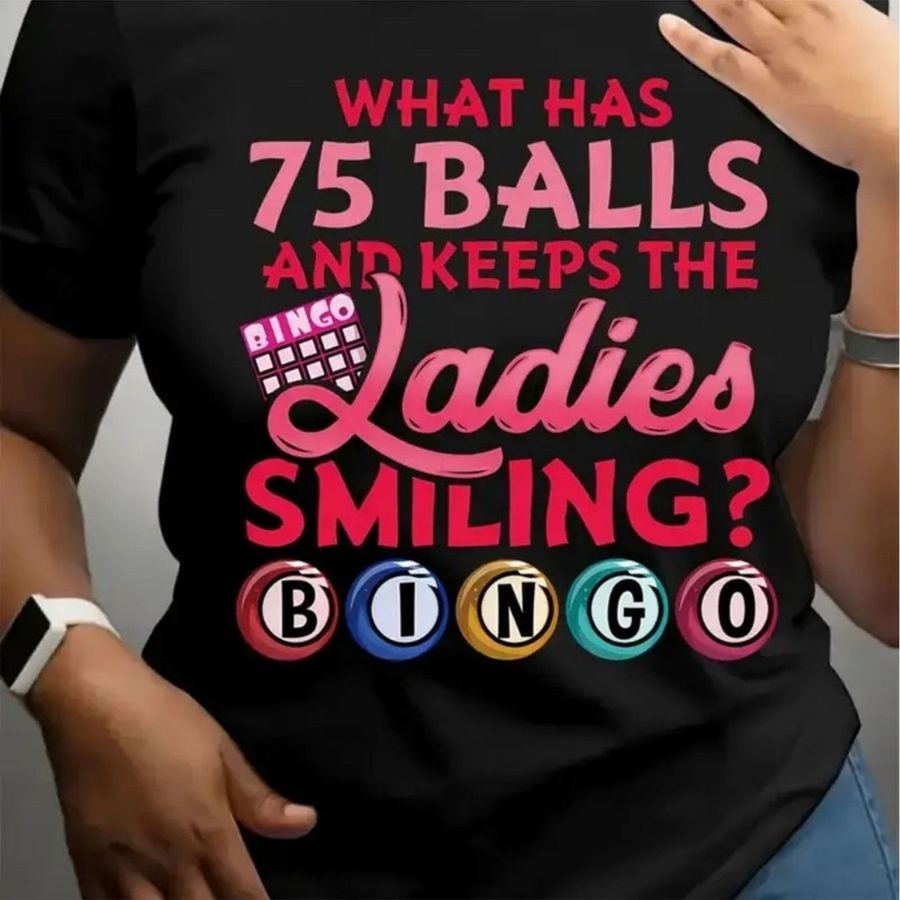 WHAT HAS
75 BALLS
AND KEEPS THE
BINGO
Ladies
SMILING?
BINGO